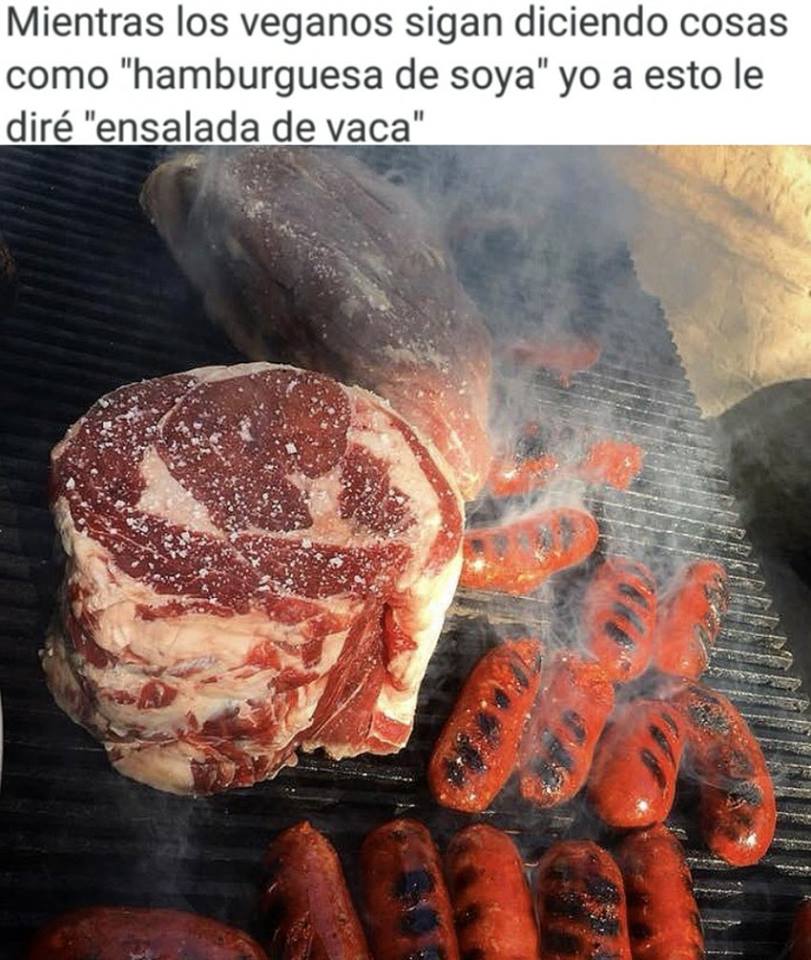 Mientras los veganos sigan diciendo cosas
como "hamburguesa de soya" yo a esto le
diré "ensalada de vaca"